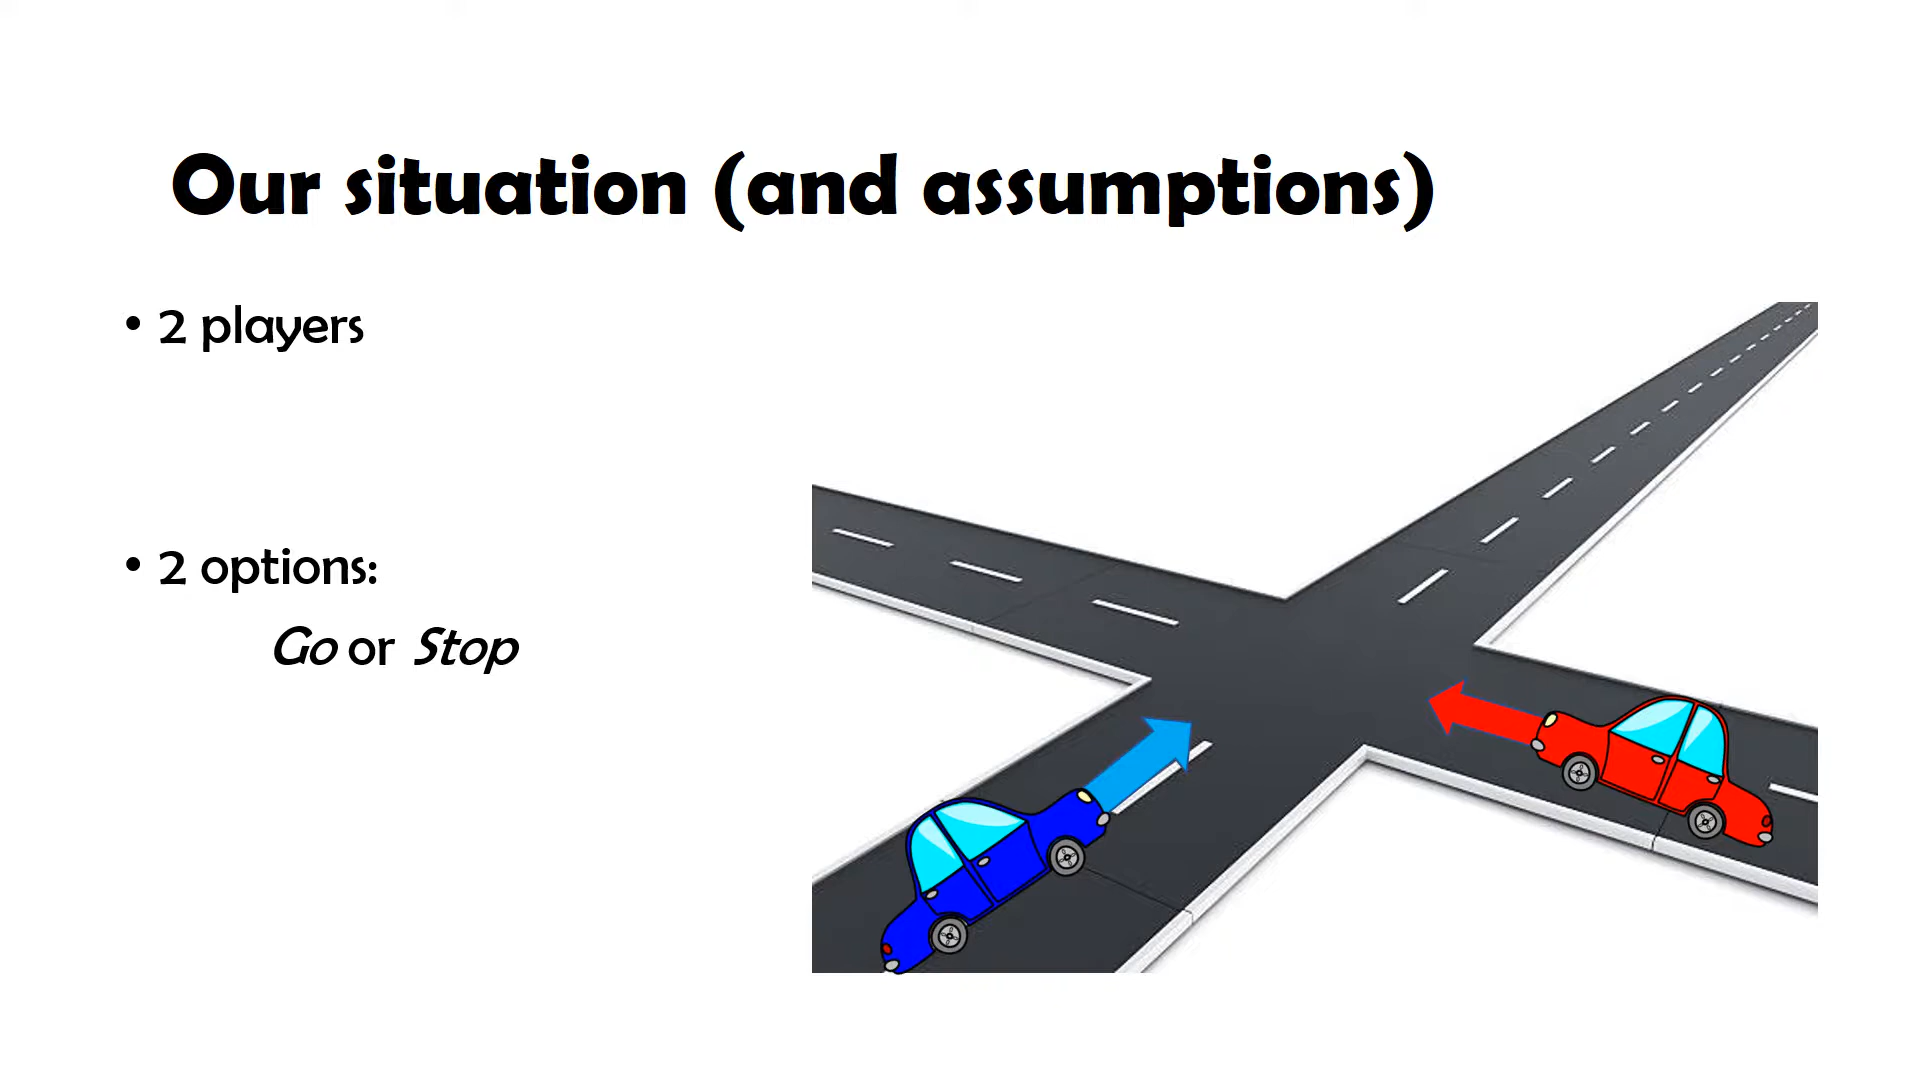 Our situation (and assumptions)
• 2 players
• 2 options:
Go or Stop